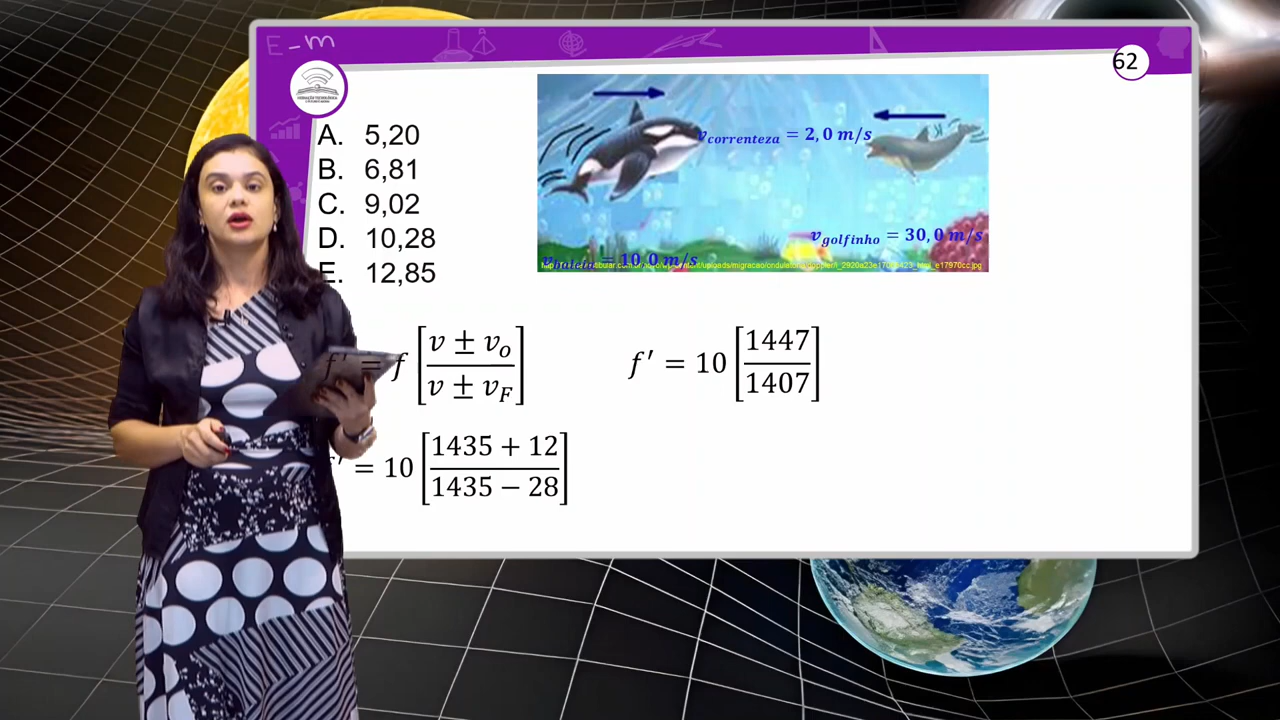 E - m
62
A. 5,20
B. 6,81
C. 9,02
D. 10,28
E. 12,85
v_correnteza = 2,0 m/s
v_golfinho = 30,0 m/s
= 10,0 m/s
f' = f [(v ± v_o)/(v ± v_F)]
f' = 10 [1447/1407]
f' = 10 [(1435 + 12)/(1435 − 28)]